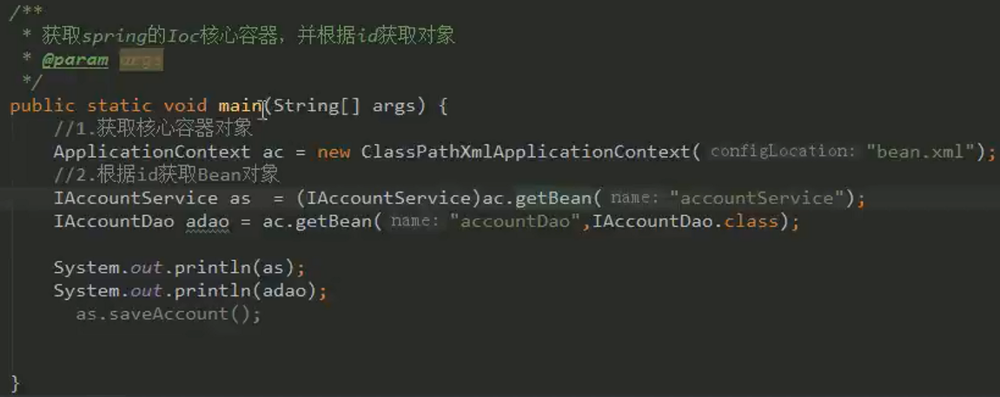 /**
 * 获取spring的Ioc核心容器，并根据id获取对象
 * @param args
 */
public static void main(String[] args) {
    //1.获取核心容器对象
    ApplicationContext ac = new ClassPathXmlApplicationContext( configLocation: "bean.xml");
    //2.根据id获取Bean对象
    IAccountService as  = (IAccountService)ac.getBean( name: "accountService");
    IAccountDao adao = ac.getBean( name: "accountDao",IAccountDao.class);
    System.out.println(as);
    System.out.println(adao);
      as.saveAccount();
}